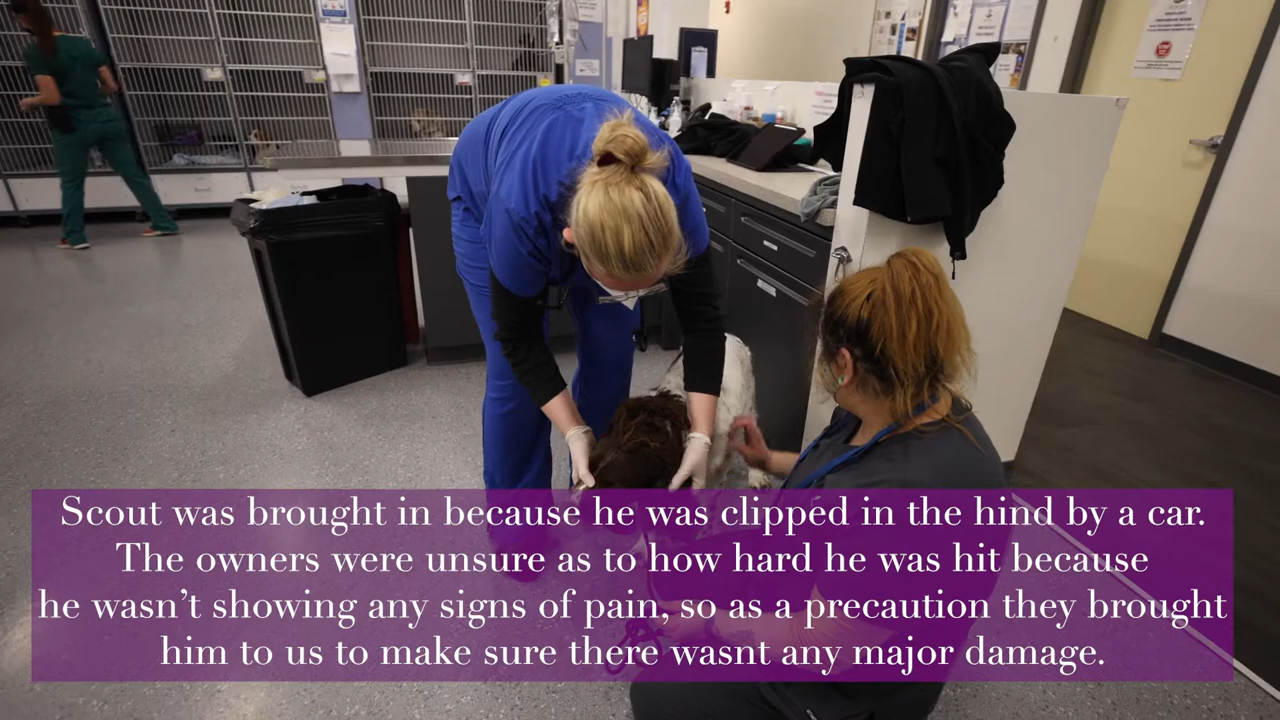 Scout was brought in because he was clipped in the hind by a car.
The owners were unsure as to how hard he was hit because
he wasn’t showing any signs of pain, so as a precaution they brought
him to us to make sure there wasnt any major damage.